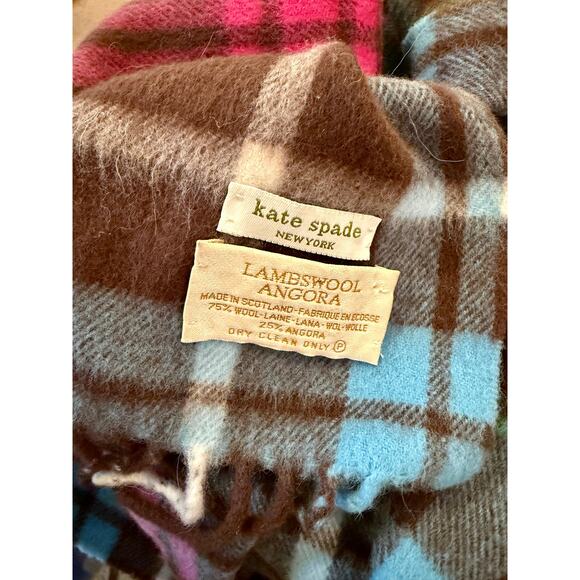 kate spade
NEW YORK
LAMBSWOOL
ANGORA
MADE IN SCOTLAND-FABRIQUE EN ECOSSE
75% WOOL-LAINE-LANA-WOL-WOLLE
25% ANGORA
DRY CLEAN ONLY Ⓟ